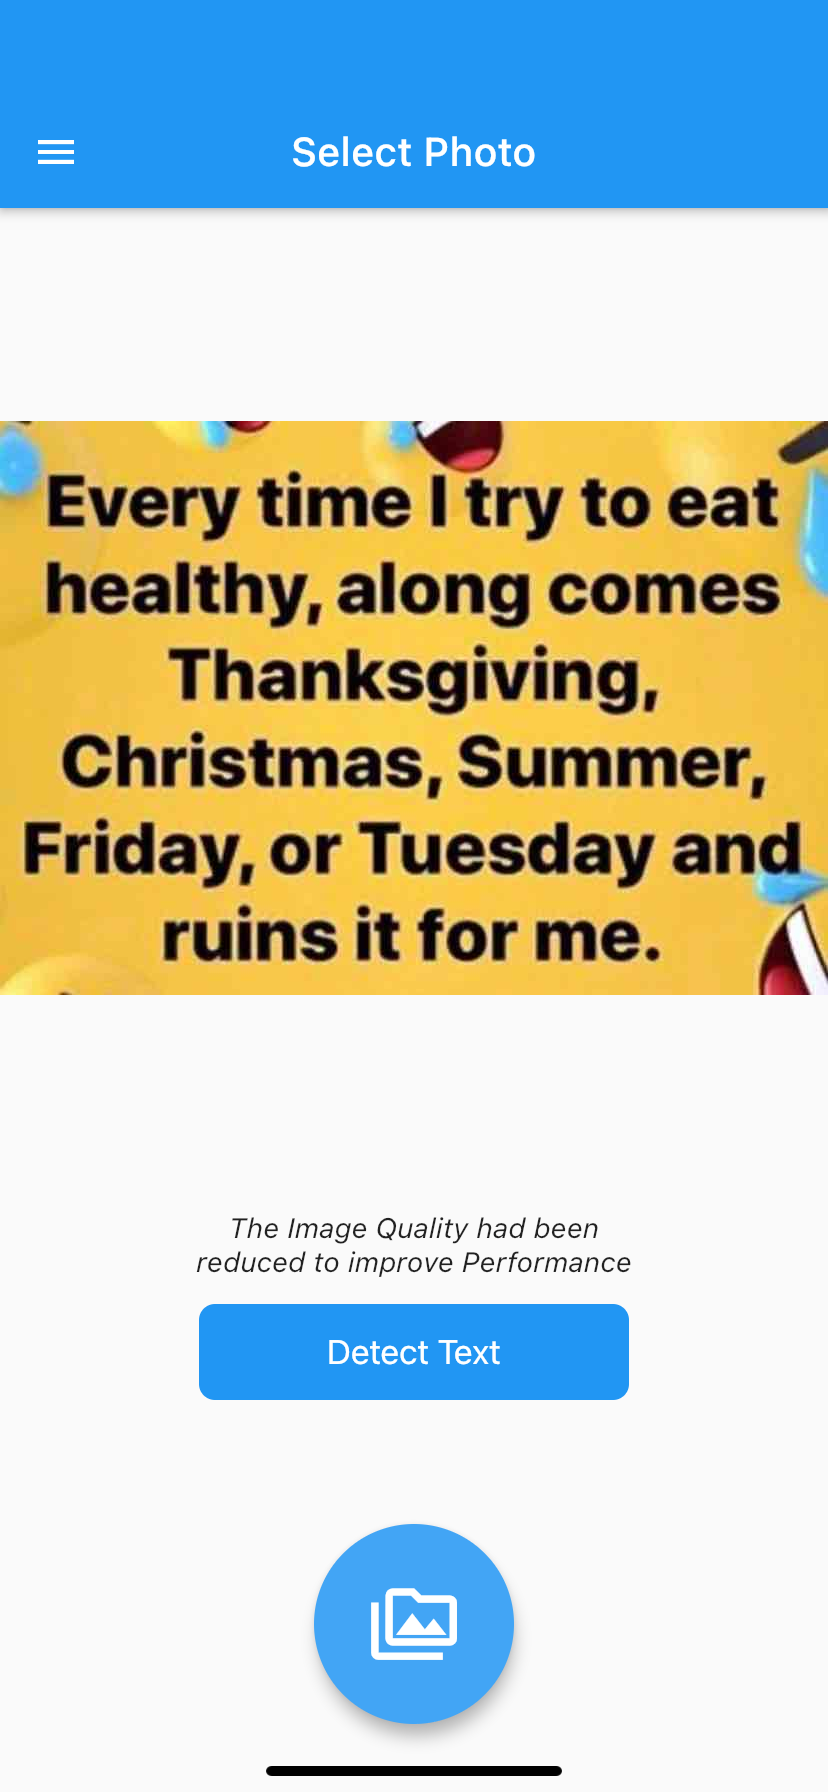 Select Photo
Every time I try to eat
healthy, along comes
Thanksgiving,
Christmas, Summer,
Friday, or Tuesday and
ruins it for me.
The Image Quality had been
reduced to improve Performance
Detect Text